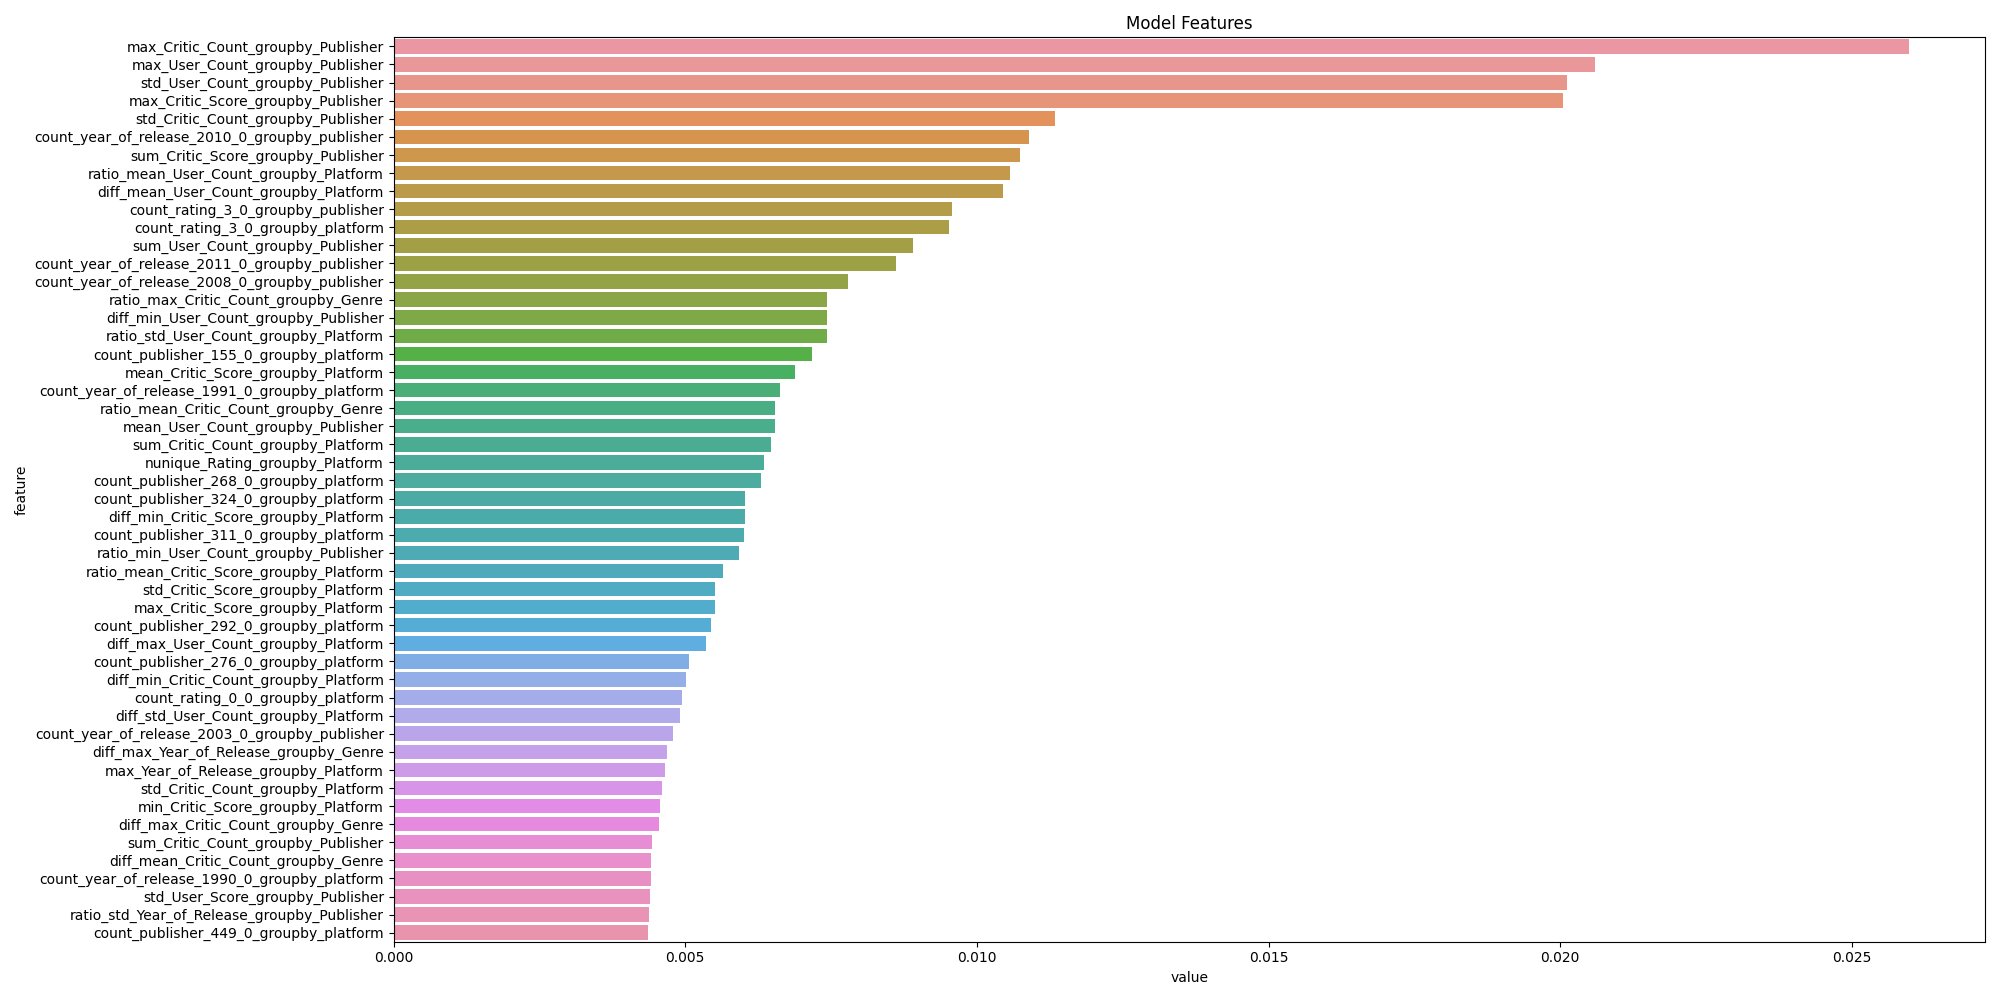 Model Features
max_Critic_Count_groupby_Publisher
max_User_Count_groupby_Publisher
std_User_Count_groupby_Publisher
max_Critic_Score_groupby_Publisher
std_Critic_Count_groupby_Publisher
count_year_of_release_2010_0_groupby_publisher
sum_Critic_Score_groupby_Publisher
ratio_mean_User_Count_groupby_Platform
diff_mean_User_Count_groupby_Platform
count_rating_3_0_groupby_publisher
count_rating_3_0_groupby_platform
sum_User_Count_groupby_Publisher
count_year_of_release_2011_0_groupby_publisher
count_year_of_release_2008_0_groupby_publisher
ratio_max_Critic_Count_groupby_Genre
diff_min_User_Count_groupby_Publisher
ratio_std_User_Count_groupby_Platform
count_publisher_155_0_groupby_platform
mean_Critic_Score_groupby_Platform
count_year_of_release_1991_0_groupby_platform
ratio_mean_Critic_Count_groupby_Genre
mean_User_Count_groupby_Publisher
sum_Critic_Count_groupby_Platform
nunique_Rating_groupby_Platform
count_publisher_268_0_groupby_platform
count_publisher_324_0_groupby_platform
diff_min_Critic_Score_groupby_Platform
count_publisher_311_0_groupby_platform
ratio_min_User_Count_groupby_Publisher
ratio_mean_Critic_Score_groupby_Platform
std_Critic_Score_groupby_Platform
max_Critic_Score_groupby_Platform
count_publisher_292_0_groupby_platform
diff_max_User_Count_groupby_Platform
count_publisher_276_0_groupby_platform
diff_min_Critic_Count_groupby_Platform
count_rating_0_0_groupby_platform
diff_std_User_Count_groupby_Platform
count_year_of_release_2003_0_groupby_publisher
diff_max_Year_of_Release_groupby_Genre
max_Year_of_Release_groupby_Platform
std_Critic_Count_groupby_Platform
min_Critic_Score_groupby_Platform
diff_max_Critic_Count_groupby_Genre
sum_Critic_Count_groupby_Publisher
diff_mean_Critic_Count_groupby_Genre
count_year_of_release_1990_0_groupby_platform
std_User_Score_groupby_Publisher
ratio_std_Year_of_Release_groupby_Publisher
count_publisher_449_0_groupby_platform
feature
0.000 0.005 0.010 0.015 0.020 0.025
value